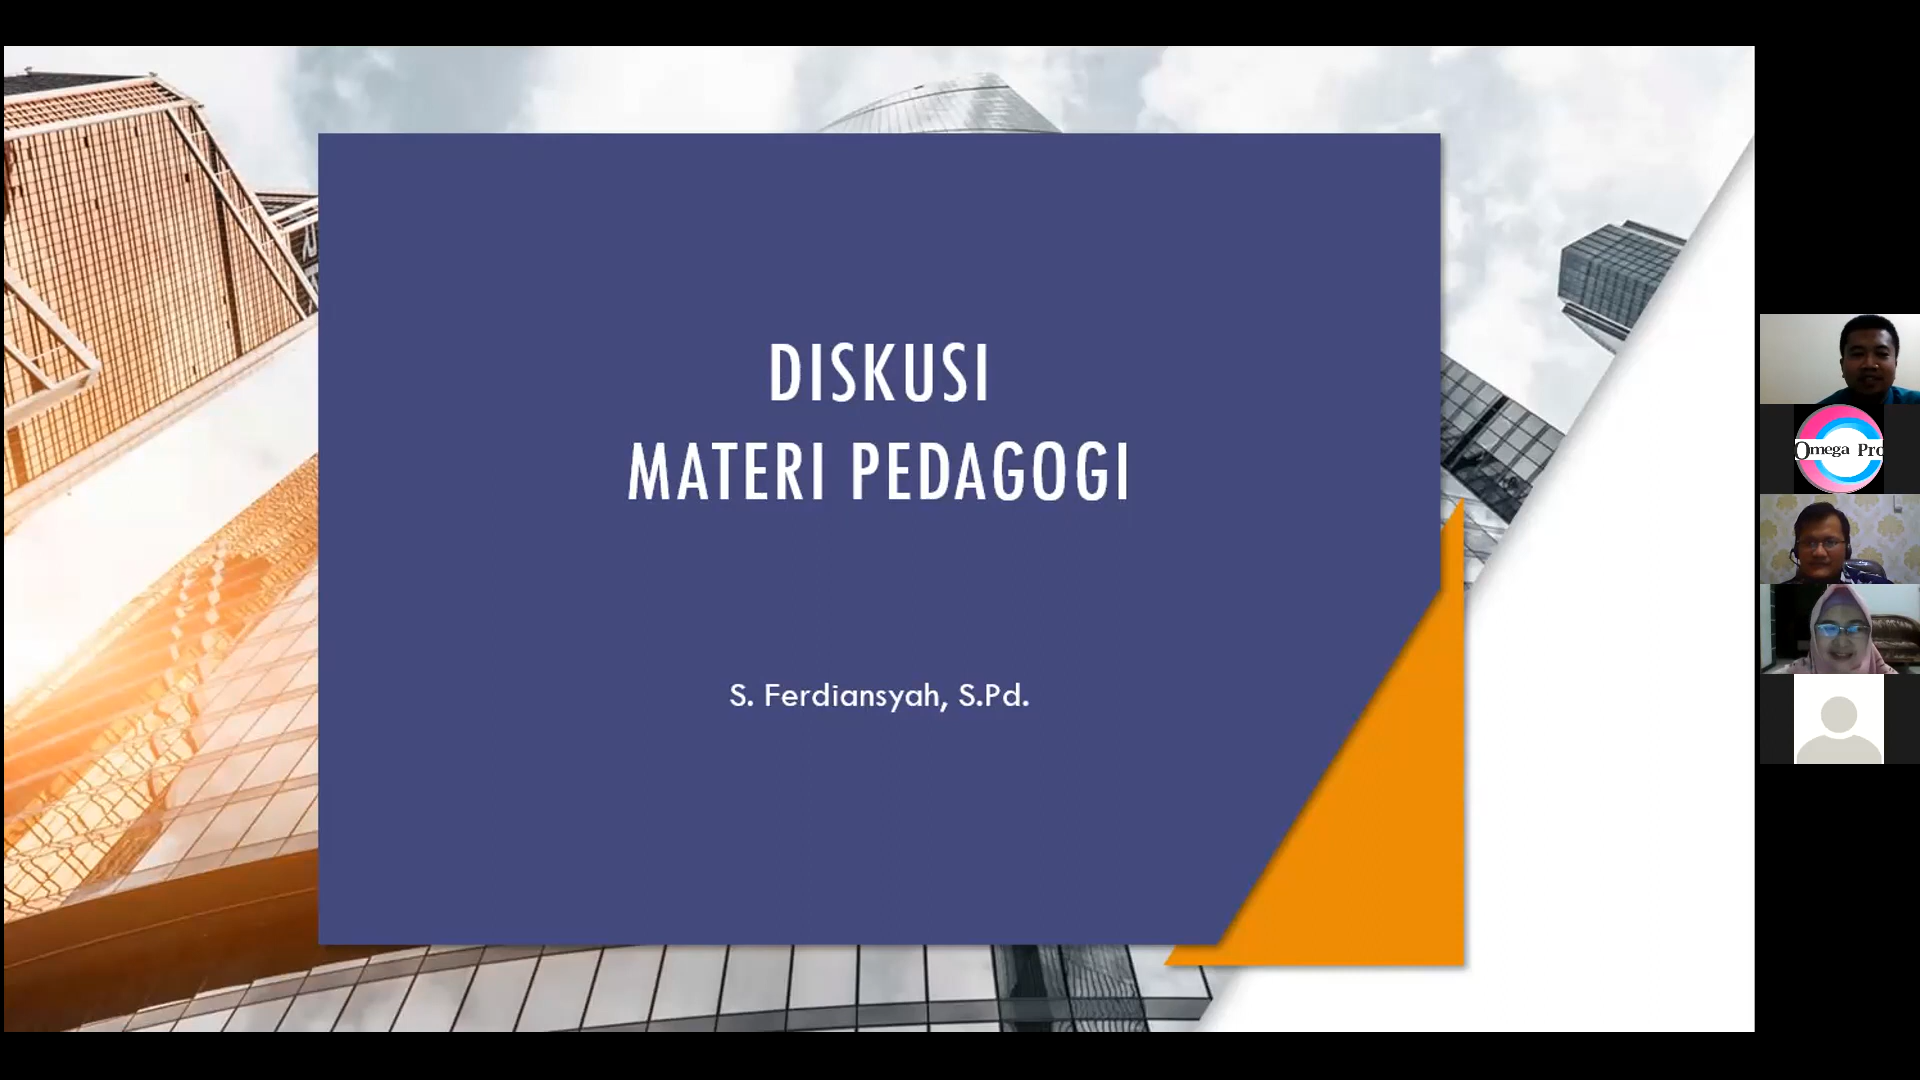 DISKUSI
MATERI PEDAGOGI
S. Ferdiansyah, S.Pd.
Omega Pro